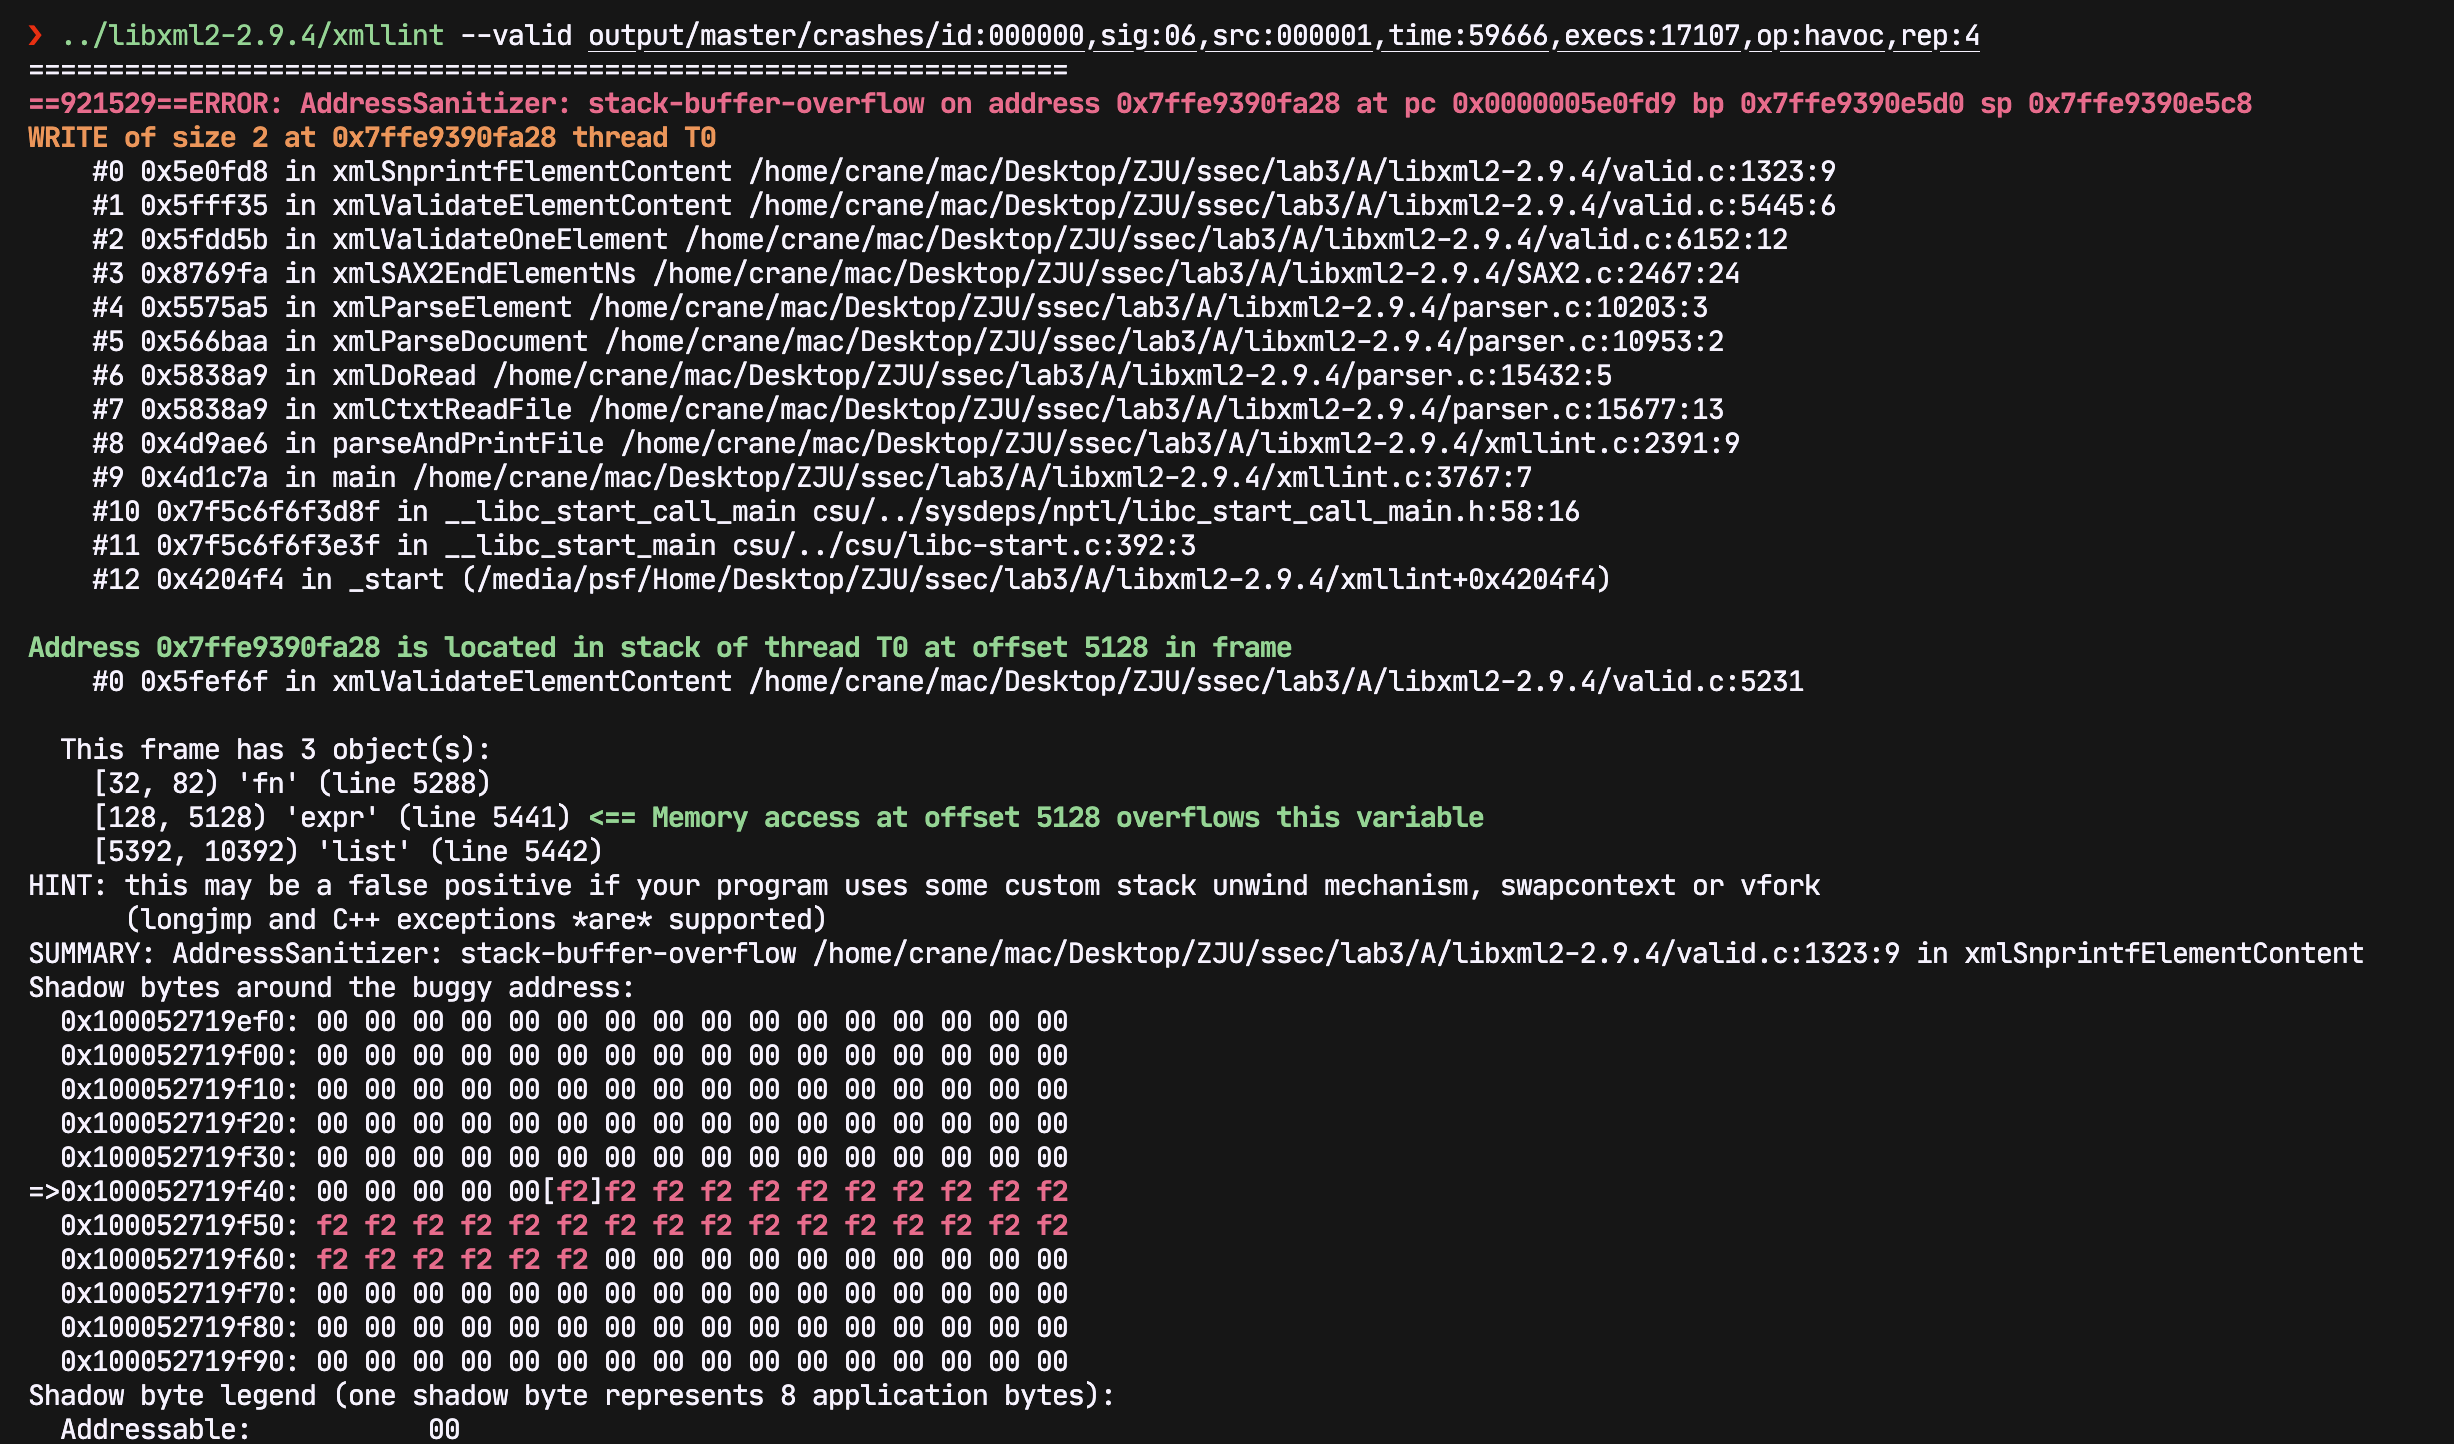 ❯ ../libxml2-2.9.4/xmllint --valid output/master/crashes/id:000000,sig:06,src:000001,time:59666,execs:17107,op:havoc,rep:4
=================================================================
==921529==ERROR: AddressSanitizer: stack-buffer-overflow on address 0x7ffe9390fa28 at pc 0x0000005e0fd9 bp 0x7ffe9390e5d0 sp 0x7ffe9390e5c8
WRITE of size 2 at 0x7ffe9390fa28 thread T0
    #0 0x5e0fd8 in xmlSnprintfElementContent /home/crane/mac/Desktop/ZJU/ssec/lab3/A/libxml2-2.9.4/valid.c:1323:9
    #1 0x5fff35 in xmlValidateElementContent /home/crane/mac/Desktop/ZJU/ssec/lab3/A/libxml2-2.9.4/valid.c:5445:6
    #2 0x5fdd5b in xmlValidateOneElement /home/crane/mac/Desktop/ZJU/ssec/lab3/A/libxml2-2.9.4/valid.c:6152:12
    #3 0x8769fa in xmlSAX2EndElementNs /home/crane/mac/Desktop/ZJU/ssec/lab3/A/libxml2-2.9.4/SAX2.c:2467:24
    #4 0x5575a5 in xmlParseElement /home/crane/mac/Desktop/ZJU/ssec/lab3/A/libxml2-2.9.4/parser.c:10203:3
    #5 0x566baa in xmlParseDocument /home/crane/mac/Desktop/ZJU/ssec/lab3/A/libxml2-2.9.4/parser.c:10953:2
    #6 0x5838a9 in xmlDoRead /home/crane/mac/Desktop/ZJU/ssec/lab3/A/libxml2-2.9.4/parser.c:15432:5
    #7 0x5838a9 in xmlCtxtReadFile /home/crane/mac/Desktop/ZJU/ssec/lab3/A/libxml2-2.9.4/parser.c:15677:13
    #8 0x4d9ae6 in parseAndPrintFile /home/crane/mac/Desktop/ZJU/ssec/lab3/A/libxml2-2.9.4/xmllint.c:2391:9
    #9 0x4d1c7a in main /home/crane/mac/Desktop/ZJU/ssec/lab3/A/libxml2-2.9.4/xmllint.c:3767:7
    #10 0x7f5c6f6f3d8f in __libc_start_call_main csu/../sysdeps/nptl/libc_start_call_main.h:58:16
    #11 0x7f5c6f6f3e3f in __libc_start_main csu/../csu/libc-start.c:392:3
    #12 0x4204f4 in _start (/media/psf/Home/Desktop/ZJU/ssec/lab3/A/libxml2-2.9.4/xmllint+0x4204f4)

Address 0x7ffe9390fa28 is located in stack of thread T0 at offset 5128 in frame
    #0 0x5fef6f in xmlValidateElementContent /home/crane/mac/Desktop/ZJU/ssec/lab3/A/libxml2-2.9.4/valid.c:5231

  This frame has 3 object(s):
    [32, 82) 'fn' (line 5288)
    [128, 5128) 'expr' (line 5441) <== Memory access at offset 5128 overflows this variable
    [5392, 10392) 'list' (line 5442)
HINT: this may be a false positive if your program uses some custom stack unwind mechanism, swapcontext or vfork
      (longjmp and C++ exceptions *are* supported)
SUMMARY: AddressSanitizer: stack-buffer-overflow /home/crane/mac/Desktop/ZJU/ssec/lab3/A/libxml2-2.9.4/valid.c:1323:9 in xmlSnprintfElementContent
Shadow bytes around the buggy address:
  0x100052719ef0: 00 00 00 00 00 00 00 00 00 00 00 00 00 00 00 00
  0x100052719f00: 00 00 00 00 00 00 00 00 00 00 00 00 00 00 00 00
  0x100052719f10: 00 00 00 00 00 00 00 00 00 00 00 00 00 00 00 00
  0x100052719f20: 00 00 00 00 00 00 00 00 00 00 00 00 00 00 00 00
  0x100052719f30: 00 00 00 00 00 00 00 00 00 00 00 00 00 00 00 00
=>0x100052719f40: 00 00 00 00 00[f2]f2 f2 f2 f2 f2 f2 f2 f2 f2 f2
  0x100052719f50: f2 f2 f2 f2 f2 f2 f2 f2 f2 f2 f2 f2 f2 f2 f2 f2
  0x100052719f60: f2 f2 f2 f2 f2 f2 00 00 00 00 00 00 00 00 00 00
  0x100052719f70: 00 00 00 00 00 00 00 00 00 00 00 00 00 00 00 00
  0x100052719f80: 00 00 00 00 00 00 00 00 00 00 00 00 00 00 00 00
  0x100052719f90: 00 00 00 00 00 00 00 00 00 00 00 00 00 00 00 00
Shadow byte legend (one shadow byte represents 8 application bytes):
  Addressable:           00